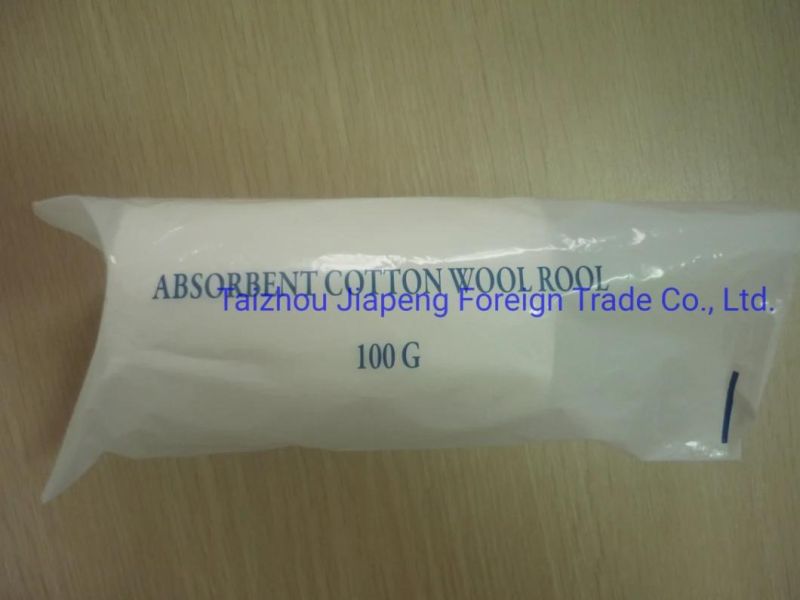 ABSORBENT COTTON WOOL ROOL
Taizhou Jiapeng Foreign Trade Co., Ltd.
100 G